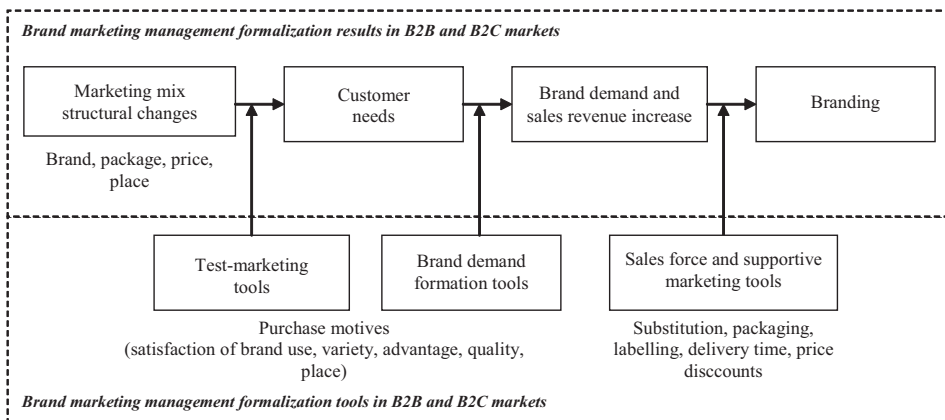 Brand marketing management formalization results in B2B and B2C markets
Marketing mix
structural changes
Customer
needs
Brand demand and
sales revenue increase
Branding
Brand, package, price,
place
Test-marketing
tools
Brand demand
formation tools
Sales force and supportive
marketing tools
Purchase motives
(satisfaction of brand use, variety, advantage, quality,
place)
Substitution, packaging,
labelling, delivery time, price
disccounts
Brand marketing management formalization tools in B2B and B2C markets